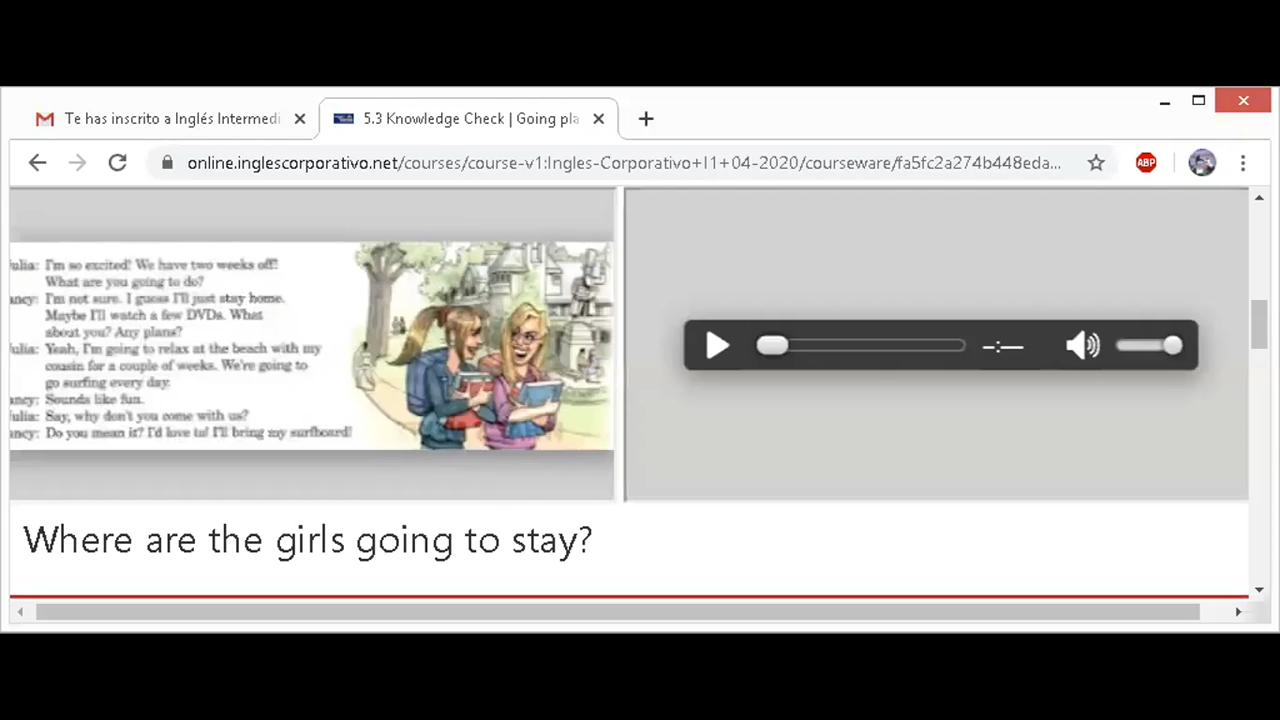 Te has inscrito a Inglés Intermedi
5.3 Knowledge Check | Going pla
online.inglescorporativo.net/courses/course-v1:Ingles-Corporativo+I1+04-2020/courseware/fa5fc2a274b448eda...
ABP
ulia: I'm so excited! We have two weeks off!
What are you going to do?
ancy: I'm not sure. I guess I'll just stay home.
Maybe I'll watch a few DVDs. What
about you? Any plans?
ulia: Yeah, I'm going to relax at the beach with my
cousin for a couple of weeks. We're going to
go surfing every day.
ancy: Sounds like fun.
ulia: Say, why don't you come with us?
ancy: Do you mean it? I'd love to! I'll bring my surfboard!
--:--
Where are the girls going to stay?